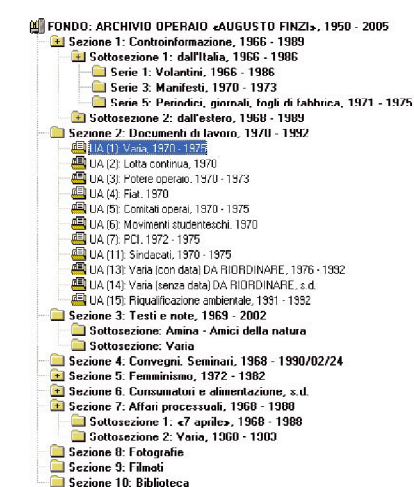 FONDO: ARCHIVIO OPERAIO «AUGUSTO FINZI», 1950 - 2005
Sezione 1: Controinformazione, 1966 - 1989
Sottosezione 1: dall'Italia, 1966 - 1986
Serie 1: Volantini, 1966 - 1986
Serie 3: Manifesti, 1970 - 1973
Serie 5: Periodici, giornali, fogli di fabbrica, 1971 - 1975
Sottosezione 2: dall'estero, 1968 - 1989
Sezione 2: Documenti di lavoro, 1970 - 1992
UA (1): Varia, 1970 - 1975
UA (2): Lotta continua, 1970
UA (3): Potere operaio, 1970 - 1973
UA (4): Fiat, 1970
UA (5): Comitati operai, 1970 - 1975
UA (6): Movimenti studenteschi, 1970
UA (7): PCI, 1972 - 1975
UA (11): Sindacati, 1970 - 1975
UA (13): Varia (con data) DA RIORDINARE, 1976 - 1992
UA (14): Varia (senza data) DA RIORDINARE, s.d.
UA (15): Riqualificazione ambientale, 1991 - 1992
Sezione 3: Testi e note, 1969 - 2002
Sottosezione: Amina - Amici della natura
Sottosezione: Varia
Sezione 4: Convegni. Seminari, 1968 - 1990/02/24
Sezione 5: Femminismo, 1972 - 1982
Sezione 6: Consumatori e alimentazione, s.d.
Sezione 7: Affari processuali, 1968 - 1988
Sottosezione 1: «7 aprile», 1968 - 1988
Sottosezione 2: Varia,
Sezione 8: Fotografie
Sezione 9: Filmati
Sezione 10: Biblioteca